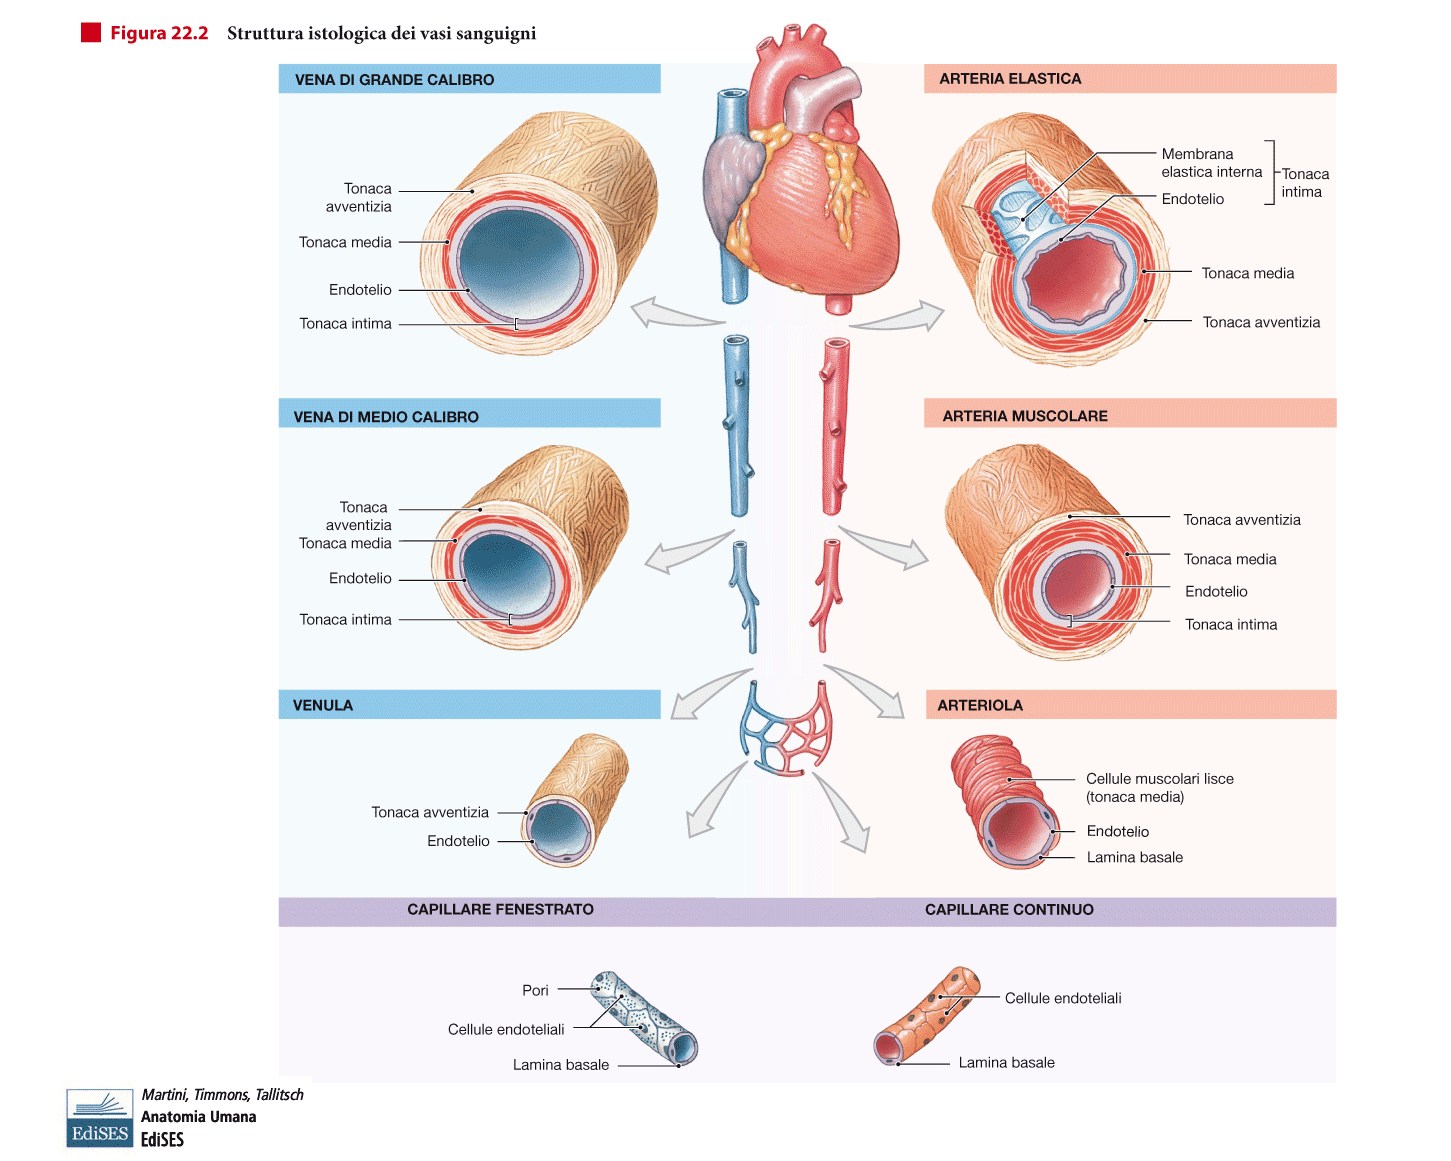 Figura 22.2 Struttura istologica dei vasi sanguigni
VENA DI GRANDE CALIBRO
Tonaca
avventizia
Tonaca media
Endotelio
Tonaca intima
ARTERIA ELASTICA
Membrana
elastica interna
Endotelio
Tonaca
intima
Tonaca media
Tonaca avventizia
VENA DI MEDIO CALIBRO
Tonaca
avventizia
Tonaca media
Endotelio
Tonaca intima
ARTERIA MUSCOLARE
Tonaca avventizia
Tonaca media
Endotelio
Tonaca intima
VENULA
Tonaca avventizia
Endotelio
ARTERIOLA
Cellule muscolari lisce
(tonaca media)
Endotelio
Lamina basale
CAPILLARE FENESTRATO
Pori
Cellule endoteliali
Lamina basale
CAPILLARE CONTINUO
Cellule endoteliali
Lamina basale
EdiSES
Martini, Timmons, Tallitsch
Anatomia Umana
EdiSES